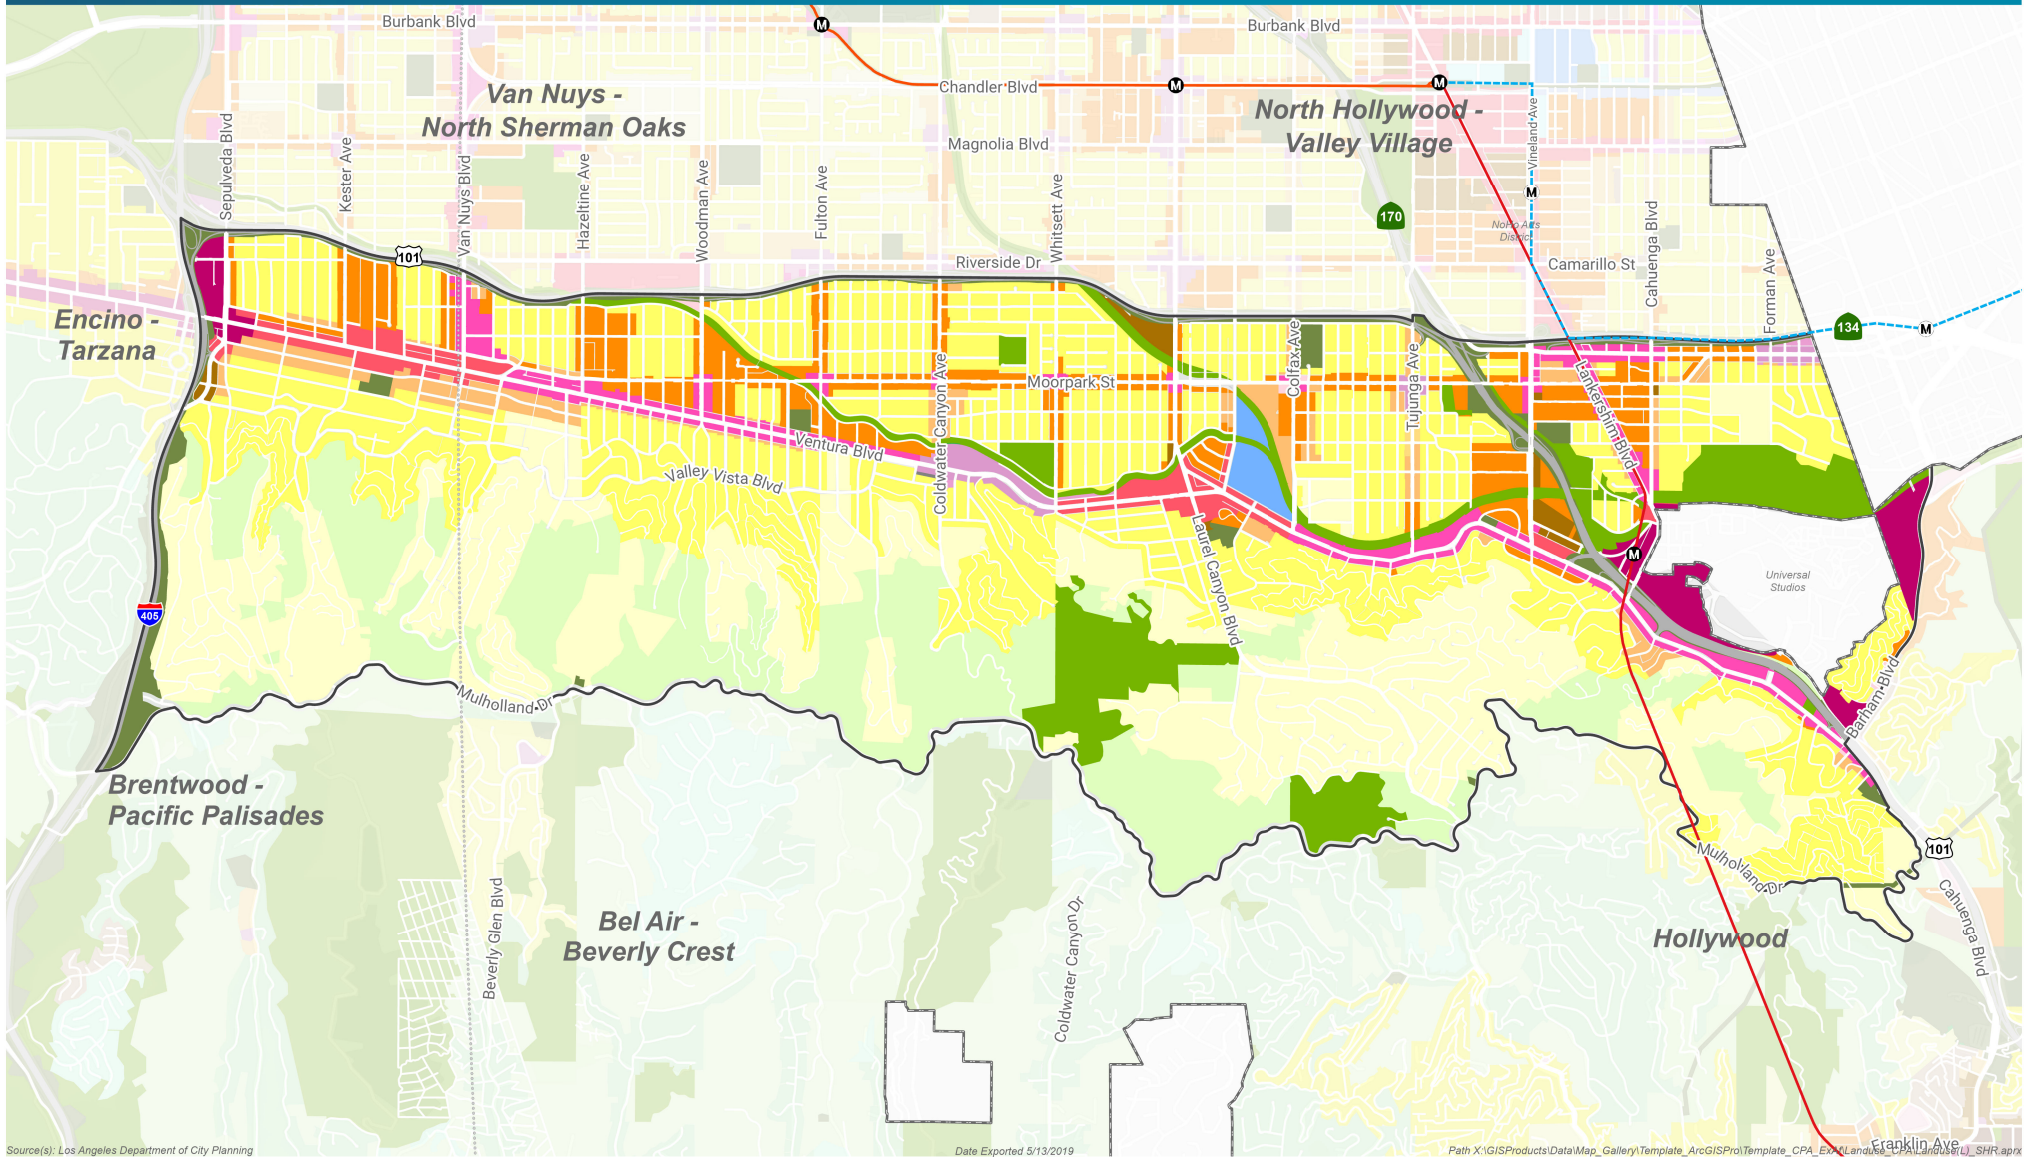 Burbank Blvd
Burbank Blvd
M
M
M
Chandler Blvd
Van Nuys -
North Sherman Oaks
North Hollywood -
Valley Village
Magnolia Blvd
Sepulveda Blvd
Kester Ave
Van Nuys Blvd
Hazeltine Ave
Woodman Ave
Fulton Ave
Whitsett Ave
Vineland Ave
M
170
NoHo Arts
District
Cahuenga Blvd
Forman Ave
101
Riverside Dr
Camarillo St
Encino -
Tarzana
134
M
Moorpark St
Coldwater Canyon Ave
Colfax Ave
Tujunga Ave
Lankershim Blvd
Ventura Blvd
Valley Vista Blvd
Laurel Canyon Blvd
M
Universal
Studios
405
Mulholland Dr
Barham Blvd
Brentwood -
Pacific Palisades
Mulholland Dr
101
Cahuenga Blvd
Beverly Glen Blvd
Bel Air -
Beverly Crest
Coldwater Canyon Dr
Hollywood
Franklin Ave
Source(s): Los Angeles Department of City Planning
Date Exported 5/13/2019